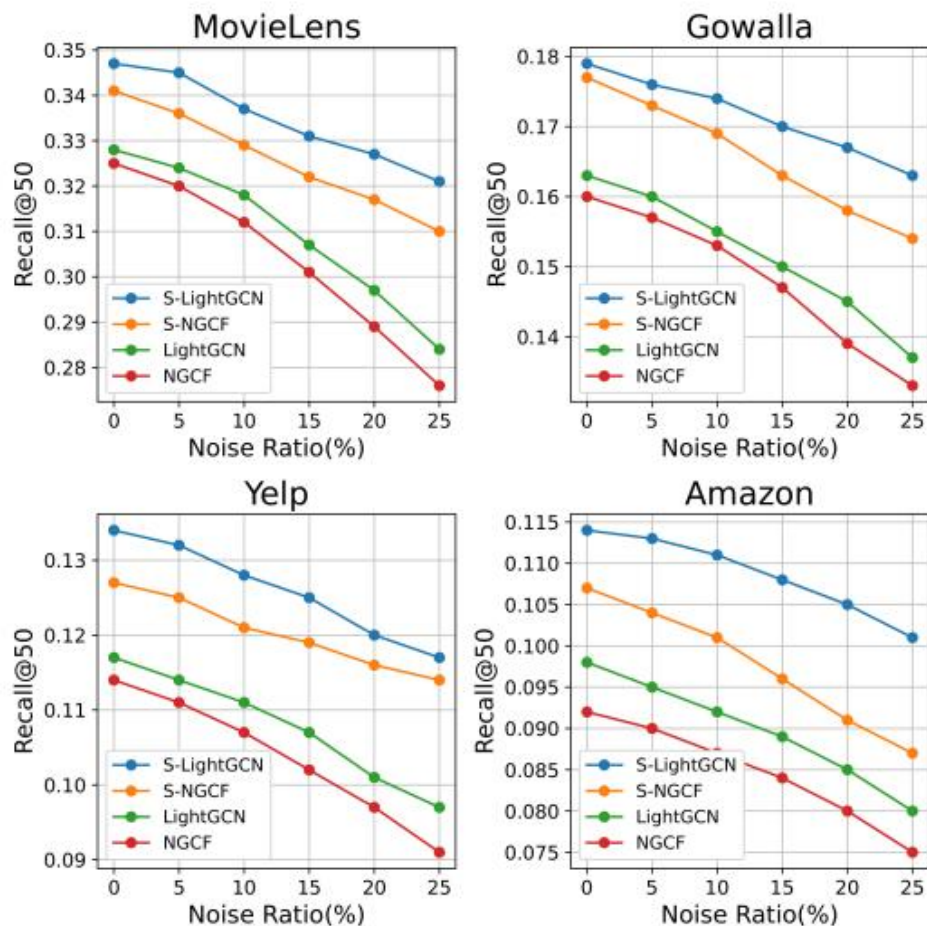 MovieLens
0.35
0.34
0.33
0.32
0.31
0.30
0.29
0.28
Recall@50
S-LightGCN
S-NGCF
LightGCN
NGCF
0 5 10 15 20 25
Noise Ratio(%)
Gowalla
0.18
0.17
0.16
0.15
0.14
Recall@50
S-LightGCN
S-NGCF
LightGCN
NGCF
0 5 10 15 20 25
Noise Ratio(%)
Yelp
0.13
0.12
0.11
0.10
0.09
Recall@50
S-LightGCN
S-NGCF
LightGCN
NGCF
0 5 10 15 20 25
Noise Ratio(%)
Amazon
0.115
0.110
0.105
0.100
0.095
0.090
0.085
0.080
0.075
Recall@50
S-LightGCN
S-NGCF
LightGCN
NGCF
0 5 10 15 20 25
Noise Ratio(%)